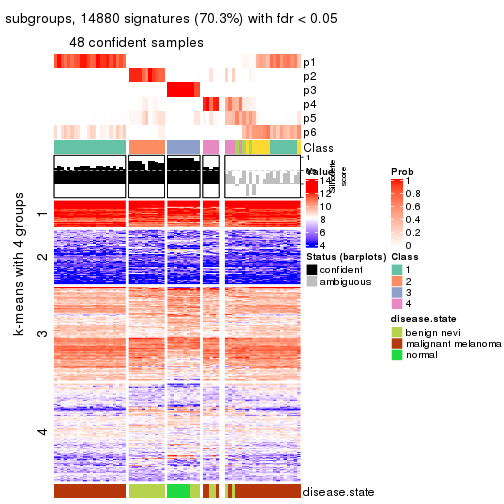 subgroups, 14880 signatures (70.3%) with fdr < 0.05
48 confident samples
p1
p2
p3
p4
p5
p6
Class
1
Silhouette
score
Value
14
12
10
8
6
4
Prob
1
0.8
0.6
0.4
0.2
0
Status (barplots)
confident
ambiguous
Class
1
2
3
4
disease.state
benign nevi
malignant melanoma
normal
k-means with 4 groups
1
2
3
4
disease.state